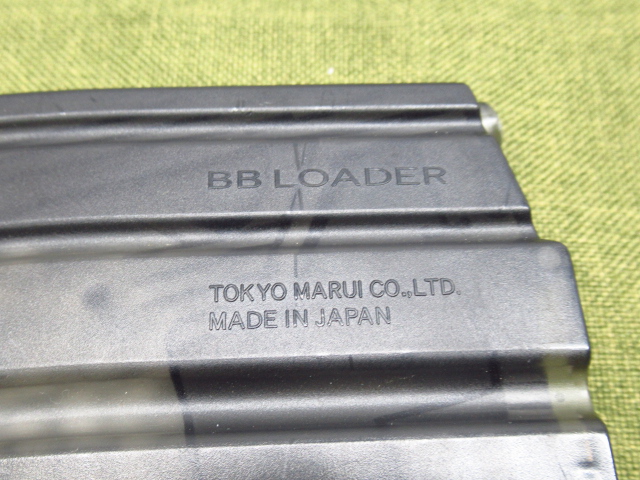 BB LOADER
TOKYO MARUI CO.,LTD.
MADE IN JAPAN